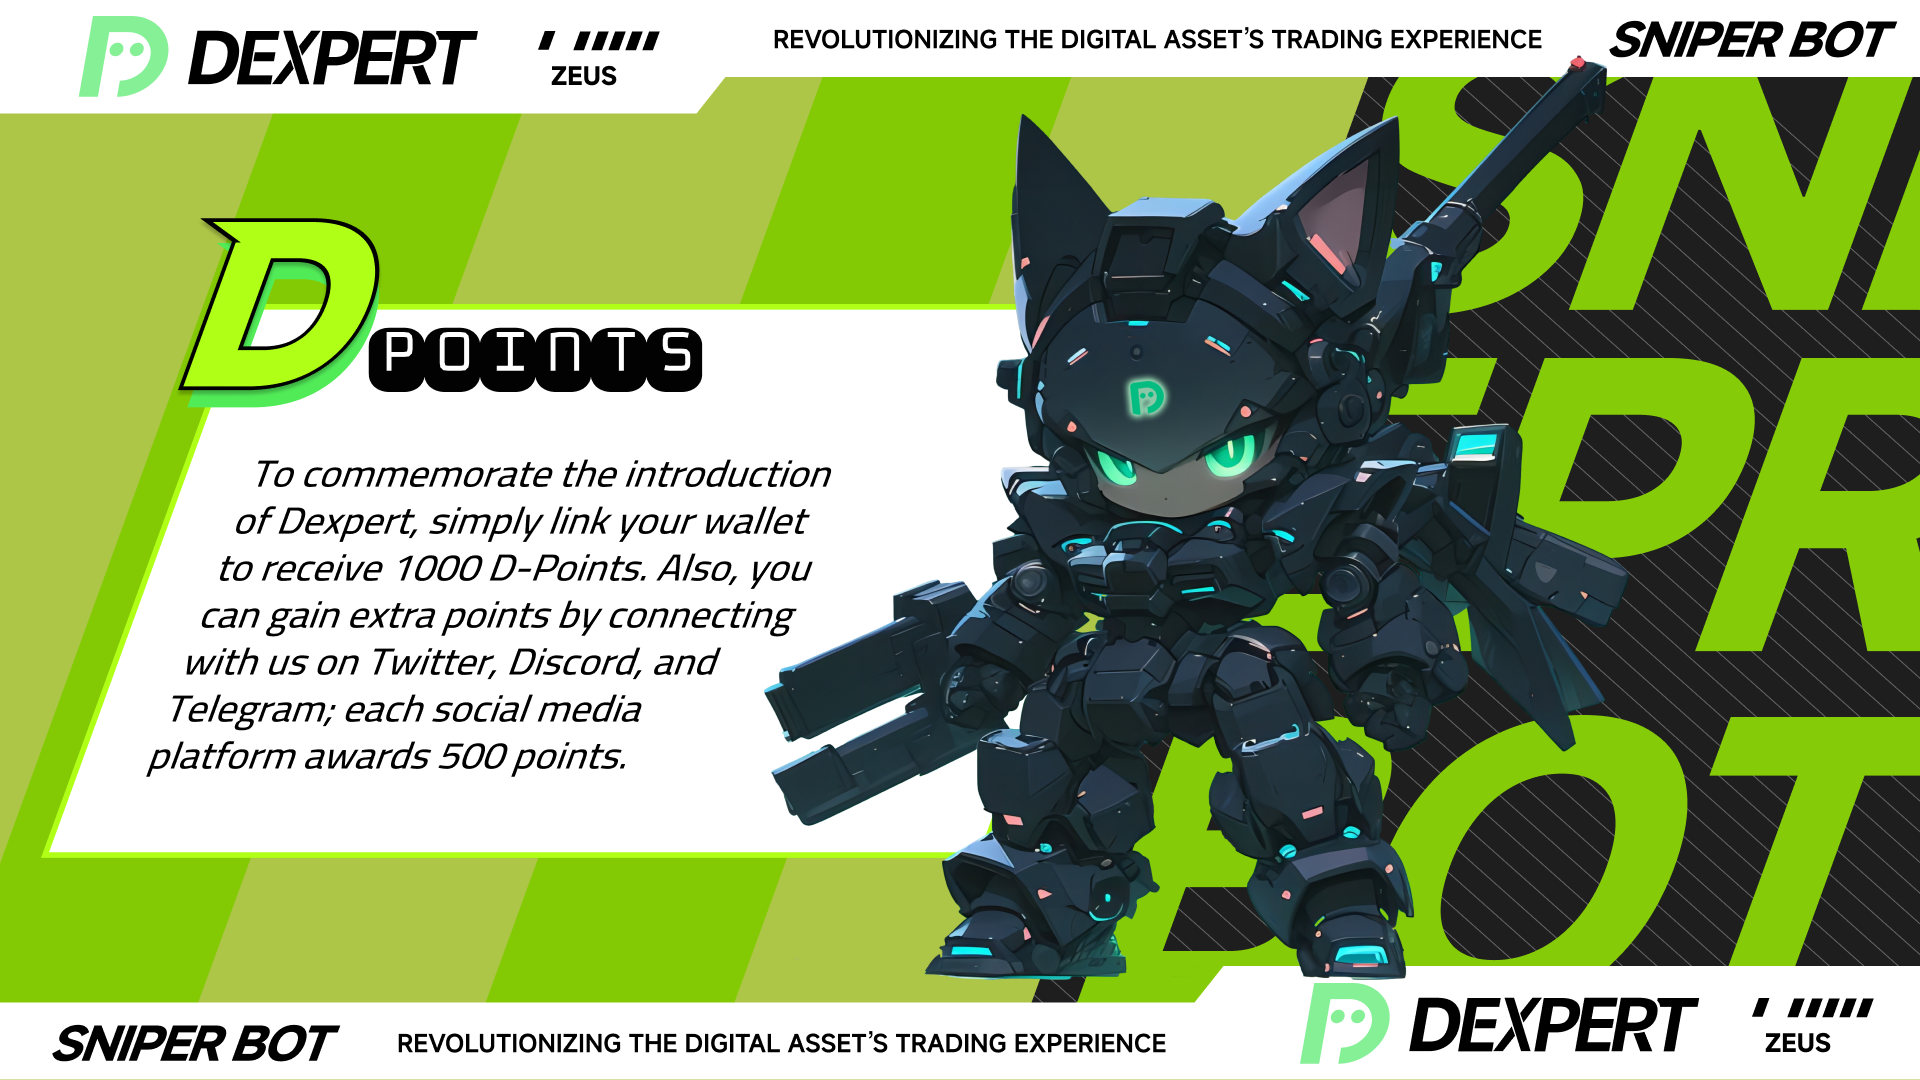 DEXPERT
ZEUS
REVOLUTIONIZING THE DIGITAL ASSET'S TRADING EXPERIENCE
SNIPER BOT
D POINTS
To commemorate the introduction
of Dexpert, simply link your wallet
to receive 1000 D-Points. Also, you
can gain extra points by connecting
with us on Twitter, Discord, and
Telegram; each social media
platform awards 500 points.
SNIPER BOT
REVOLUTIONIZING THE DIGITAL ASSET'S TRADING EXPERIENCE
DEXPERT
ZEUS